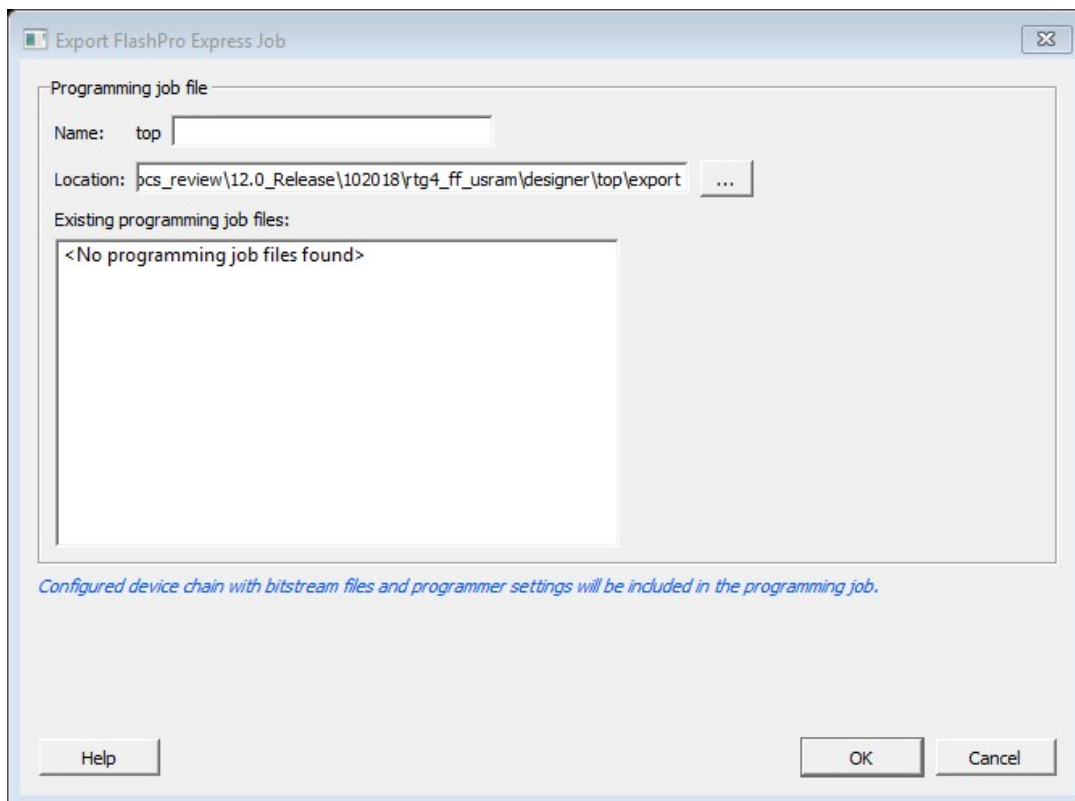 Export FlashPro Express Job
Programming job file
Name: top
Location: ocs_review\12.0_Release\102018\rtg4_ff_usram\designer\top\export ...
Existing programming job files:
<No programming job files found>
Configured device chain with bitstream files and programmer settings will be included in the programming job.
Help OK Cancel